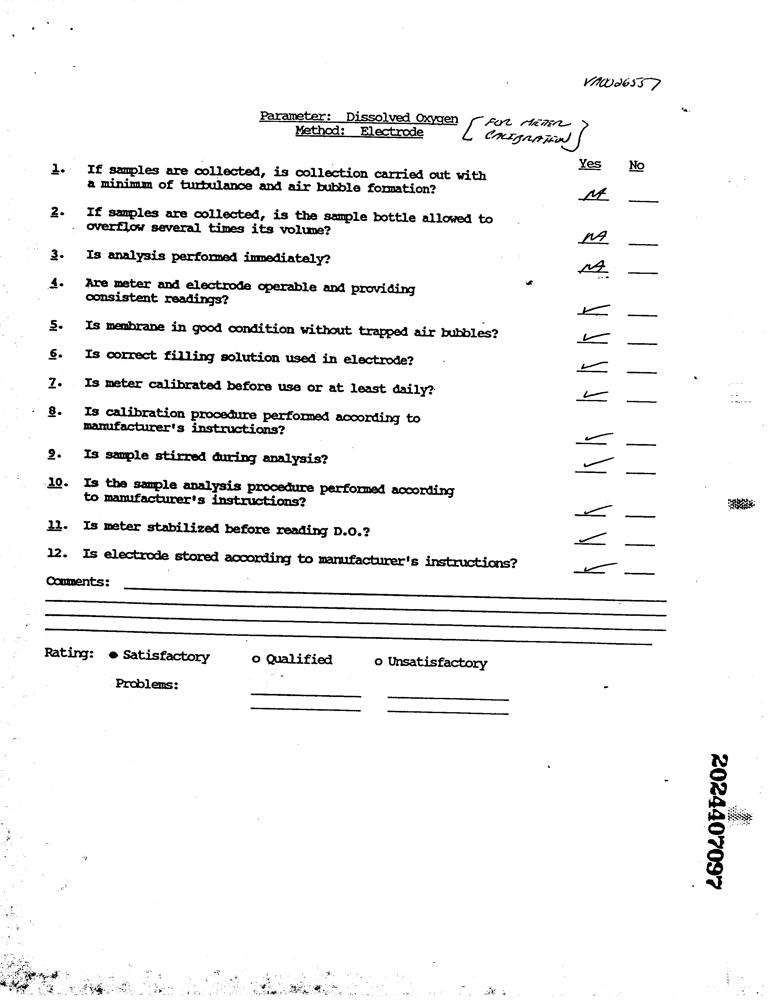 VA0026557
Parameter: Dissolved Oxygen
Method: Electrode
[FOR METER
CALIBRATION]
Yes No
1. If samples are collected, is collection carried out with
a minimum of turbulance and air bubble formation?
NA
2. If samples are collected, is the sample bottle allowed to
overflow several times its volume?
NA
3. Is analysis performed immediately?
NA
4. Are meter and electrode operable and providing
consistent readings?
✓
5. Is membrane in good condition without trapped air bubbles? ✓
6. Is correct filling solution used in electrode? ✓
7. Is meter calibrated before use or at least daily? ✓
8. Is calibration procedure performed according to
manufacturer's instructions?
✓
9. Is sample stirred during analysis? ✓
10. Is the sample analysis procedure performed according
to manufacturer's instructions?
✓
11. Is meter stabilized before reading D.O.? ✓
12. Is electrode stored according to manufacturer's instructions? ✓
Comments:
Rating: ● Satisfactory o Qualified o Unsatisfactory
Problems:
2024407097